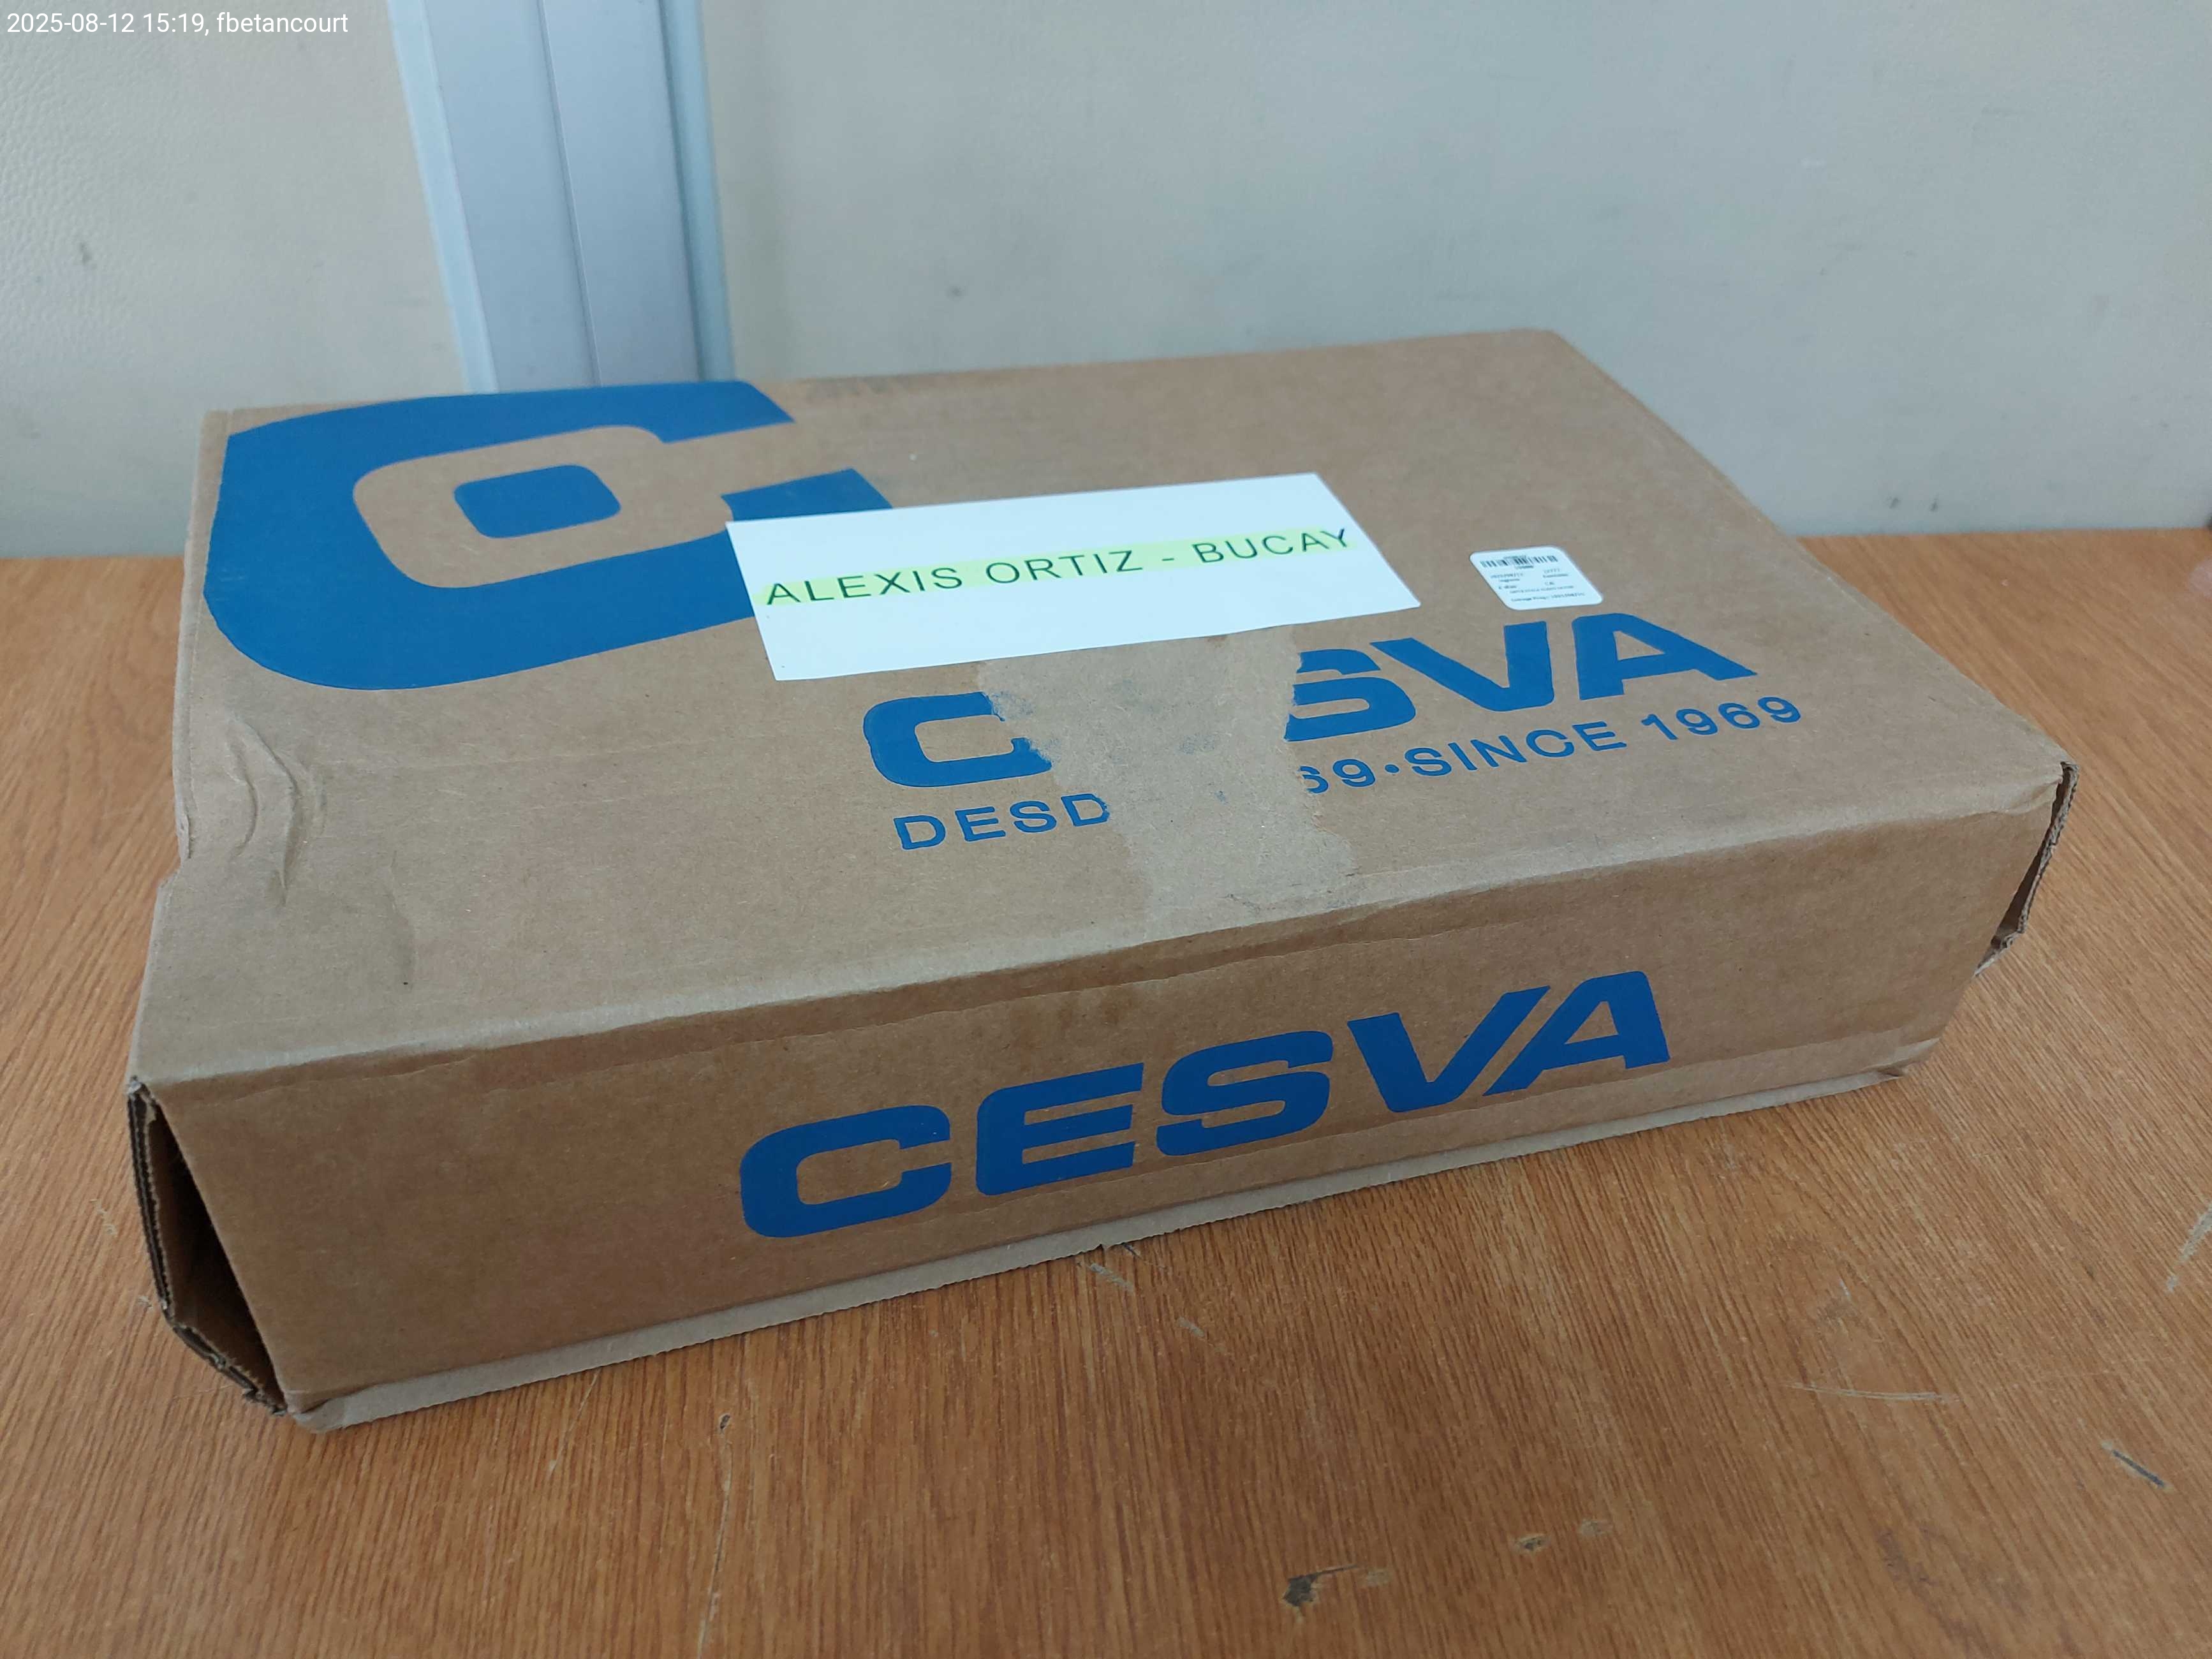 2025-08-12 15:19, fbetancourt
ALEXIS ORTIZ - BUCAY
C SVA
DESD 69·SINCE 1969
CESVA